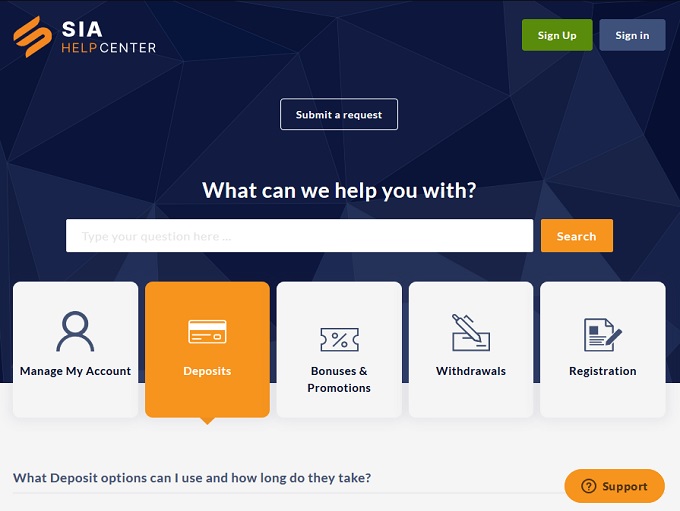 SIA
HELPCENTER
Sign Up
Sign in
Submit a request
What can we help you with?
Type your question here ...
Search
Manage My Account
Deposits
Bonuses &
Promotions
Withdrawals
Registration
What Deposit options can I use and how long do they take?
Support